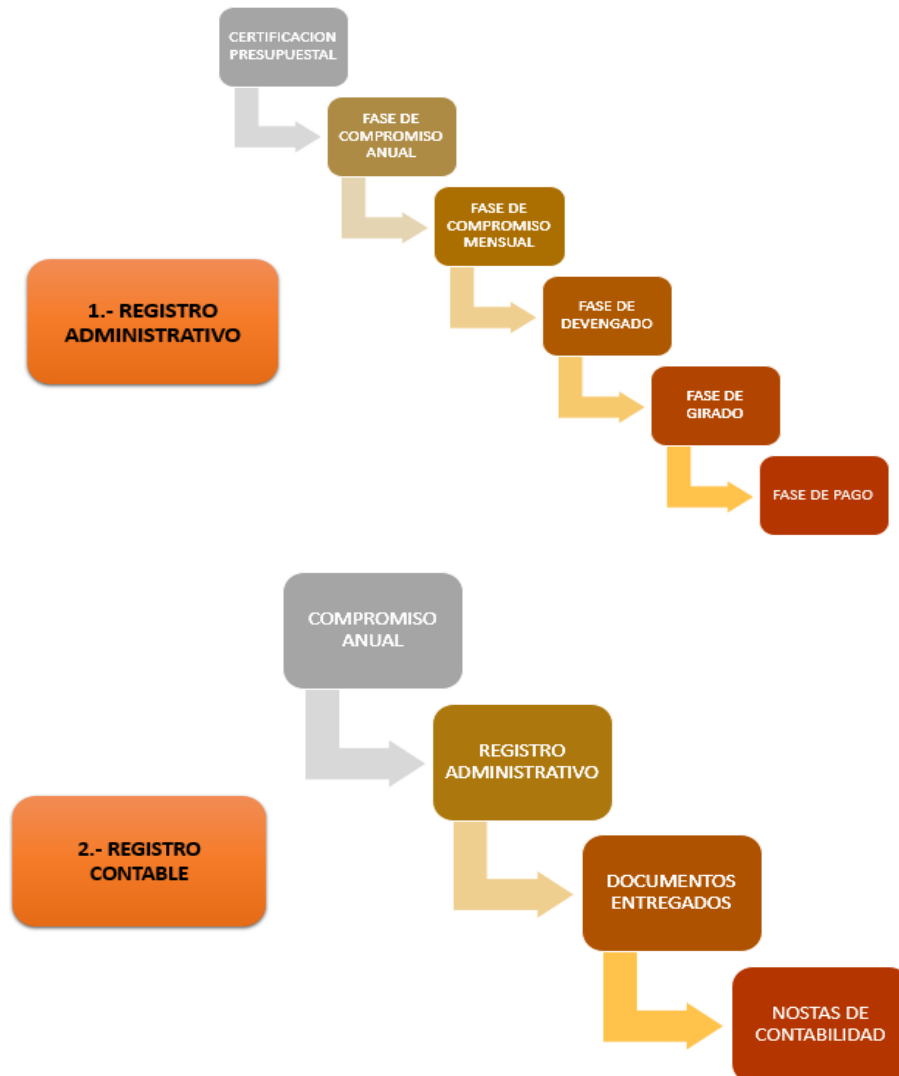 CERTIFICACION
PRESUPUESTAL
FASE DE
COMPROMISO
ANUAL
FASE DE
COMPROMISO
MENSUAL
1.- REGISTRO
ADMINISTRATIVO
FASE DE
DEVENGADO
FASE DE
GIRADO
FASE DE PAGO
COMPROMISO
ANUAL
REGISTRO
ADMINISTRATIVO
2.- REGISTRO
CONTABLE
DOCUMENTOS
ENTREGADOS
NOSTAS DE
CONTABILIDAD